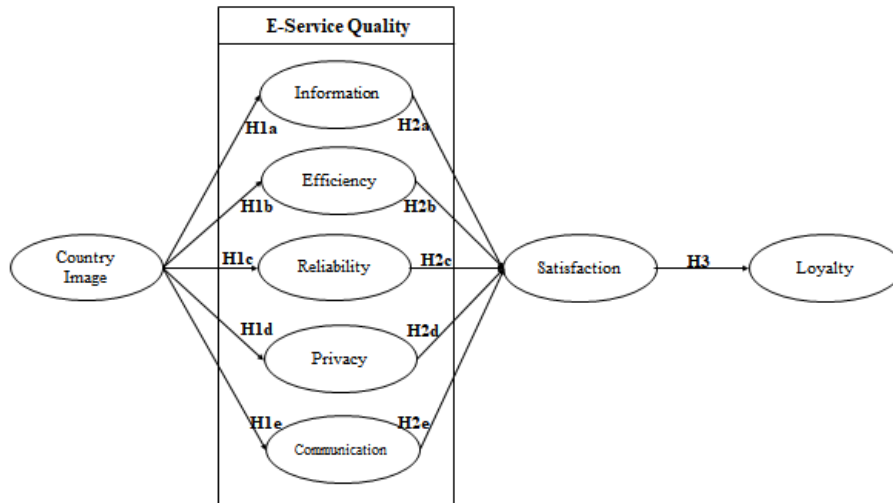 E-Service Quality
Information
H1a
H2a
Efficiency
H1b
H2b
Country
Image
H1c
Reliability
H2c
Satisfaction
H3
Loyalty
H1d
H2d
Privacy
H1e
H2e
Communication